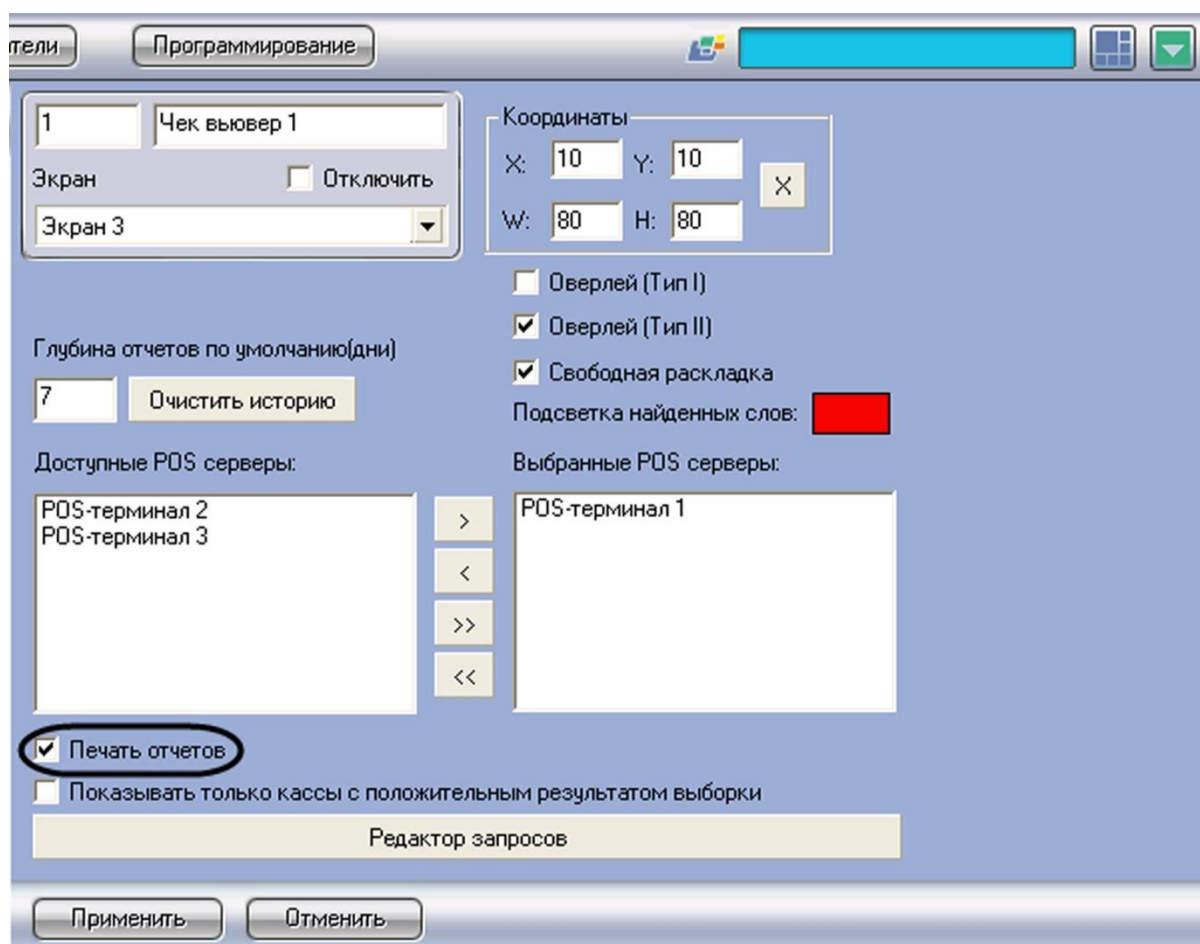 тели
Программирование
1
Чек вьювер 1
Экран
Отключить
Экран 3
Координаты
X: 10 Y: 10
X
W: 80 H: 80
Оверлей (Тип I)
Оверлей (Тип II)
Свободная раскладка
Подсветка найденных слов:
Глубина отчетов по умолчанию(дни)
7
Очистить историю
Доступные POS серверы:
Выбранные POS серверы:
POS-терминал 2
POS-терминал 3
>
<
>>
<<
POS-терминал 1
Печать отчетов
Показывать только кассы с положительным результатом выборки
Редактор запросов
Применить
Отменить